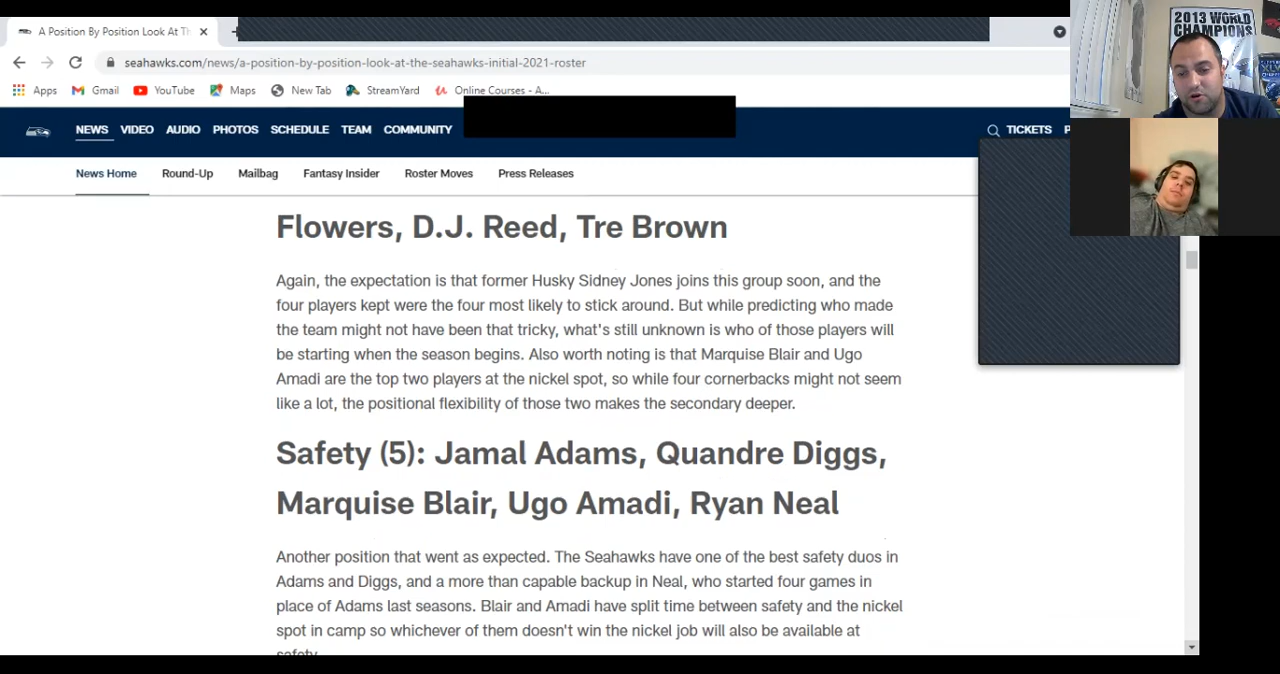 A Position By Position Look At Th
seahawks.com/news/a-position-by-position-look-at-the-seahawks-initial-2021-roster
Apps Gmail YouTube Maps New Tab StreamYard Online Courses - A...
NEWS VIDEO AUDIO PHOTOS SCHEDULE TEAM COMMUNITY TICKETS
News Home Round-Up Mailbag Fantasy Insider Roster Moves Press Releases
2013 WORLD
CHAMPIONS
Flowers, D.J. Reed, Tre Brown
Again, the expectation is that former Husky Sidney Jones joins this group soon, and the
four players kept were the four most likely to stick around. But while predicting who made
the team might not have been that tricky, what's still unknown is who of those players will
be starting when the season begins. Also worth noting is that Marquise Blair and Ugo
Amadi are the top two players at the nickel spot, so while four cornerbacks might not seem
like a lot, the positional flexibility of those two makes the secondary deeper.
Safety (5): Jamal Adams, Quandre Diggs,
Marquise Blair, Ugo Amadi, Ryan Neal
Another position that went as expected. The Seahawks have one of the best safety duos in
Adams and Diggs, and a more than capable backup in Neal, who started four games in
place of Adams last seasons. Blair and Amadi have split time between safety and the nickel
spot in camp so whichever of them doesn't win the nickel job will also be available at
safety.